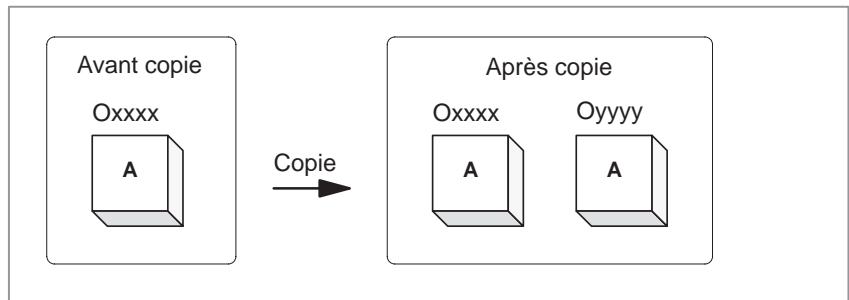 Avant copie
Oxxxx
A
Copie
Après copie
Oxxxx Oyyyy
A A